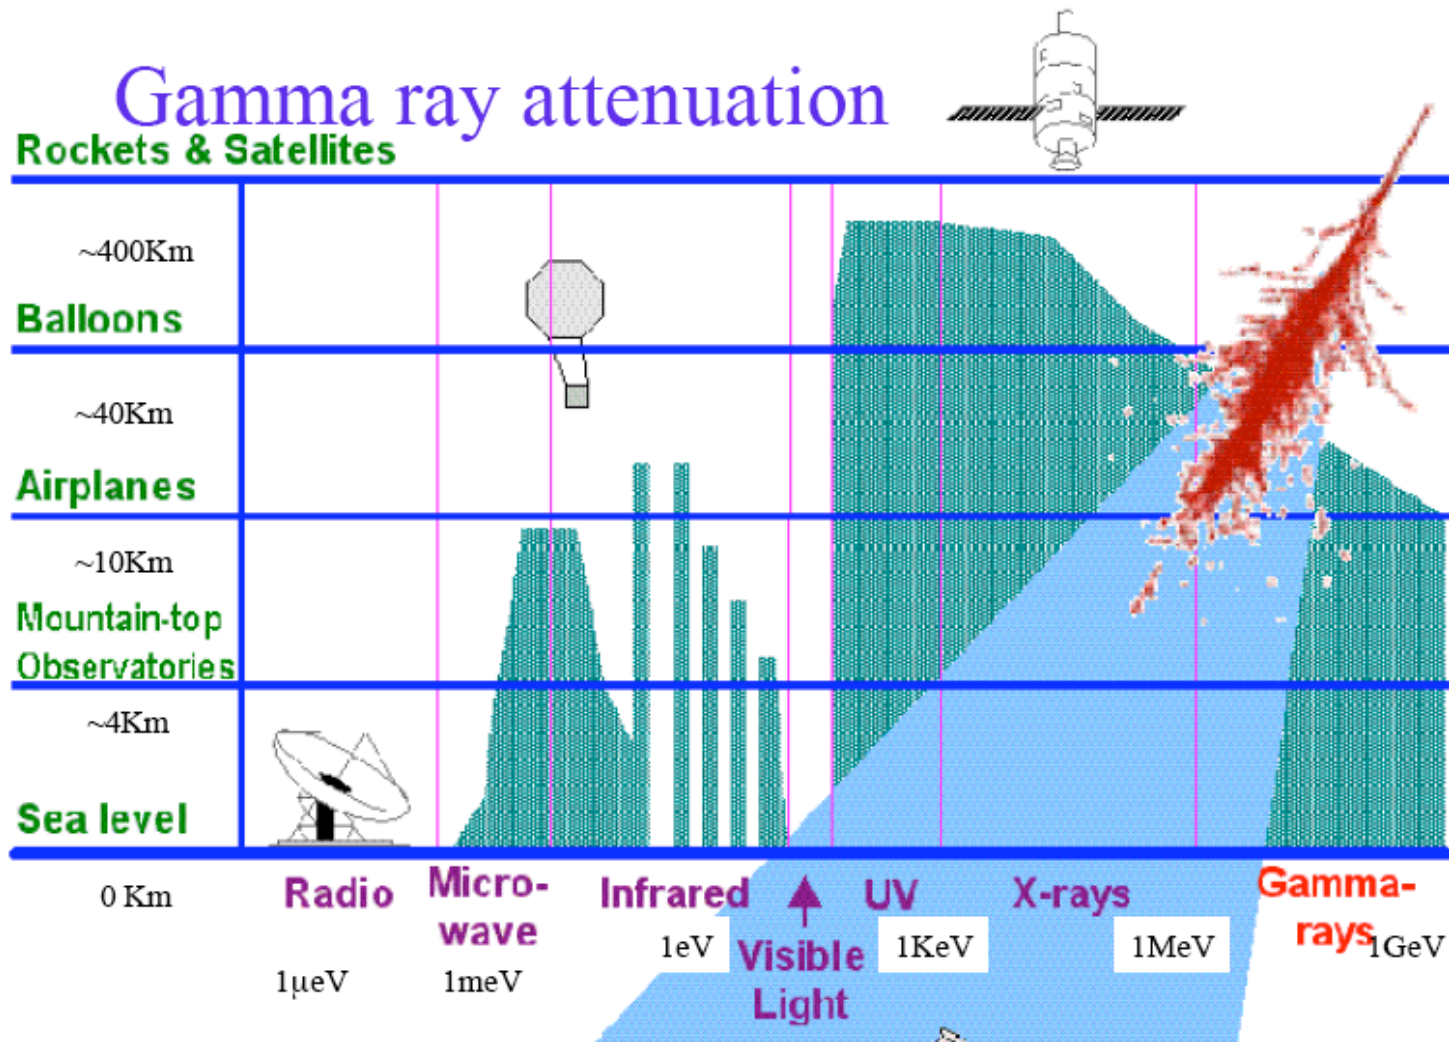 Gamma ray attenuation
Rockets & Satellites
~400Km
Balloons
~40Km
Airplanes
~10Km
Mountain-top
Observatories
~4Km
Sea level
0 Km
Radio
Micro-
wave
Infrared
Visible
Light
UV
X-rays
Gamma-
rays
1μeV
1meV
1eV
1KeV
1MeV
1GeV